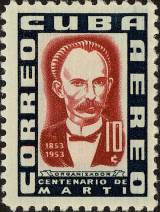 CUBA
CORREO
AEREO
1853
1953
10
¢
ORGANIZADOR
CENTENARIO DE
MARTI